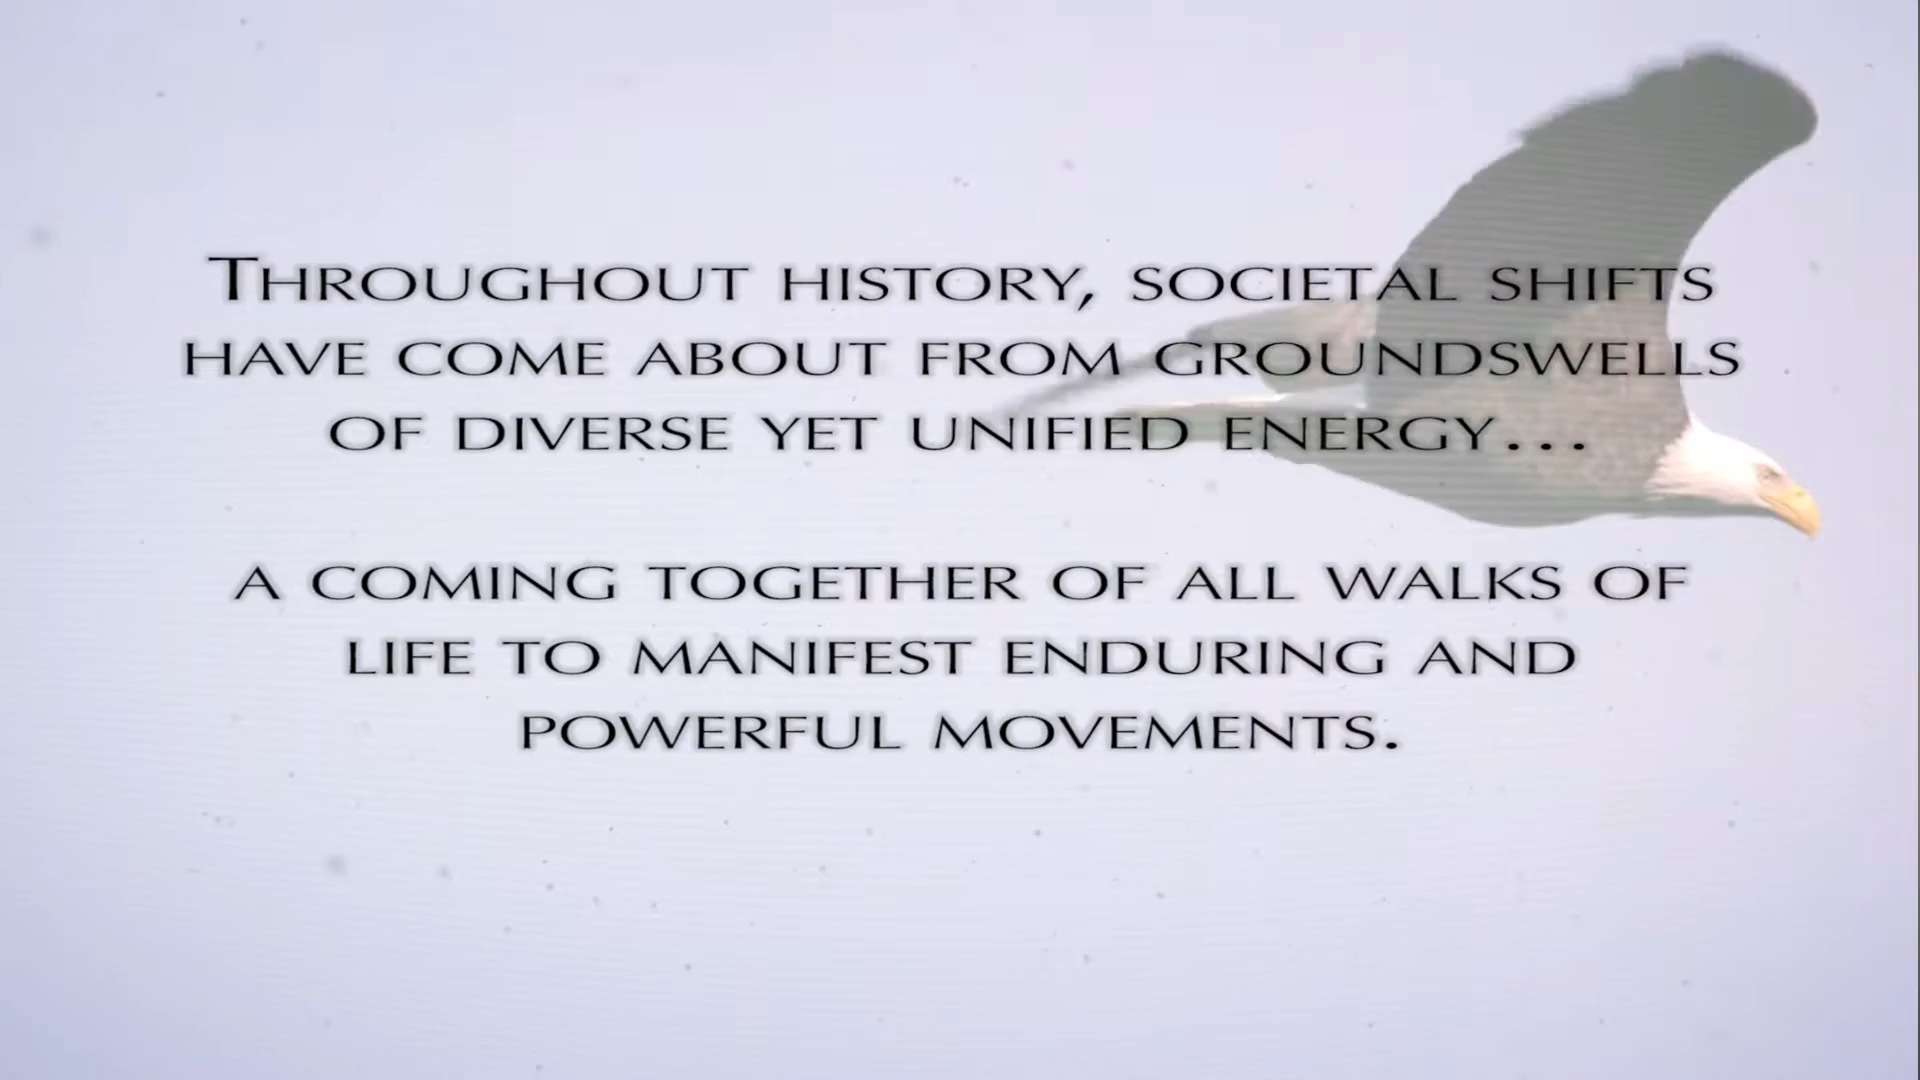 Throughout history, societal shifts
have come about from groundswells
of diverse yet unified energy...
a coming together of all walks of
life to manifest enduring and
powerful movements.